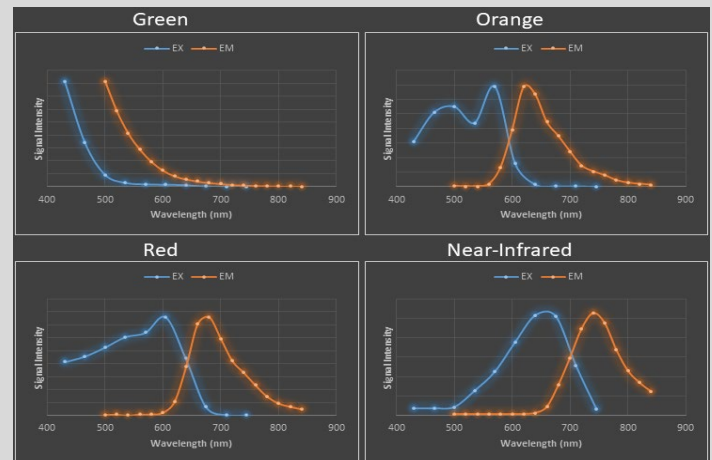 Green
EX EM
Signal Intensity
400 500 600 700 800 900
Wavelength (nm)
Orange
EX EM
Signal Intensity
400 500 600 700 800 900
Wavelength (nm)
Red
EX EM
Signal Intensity
400 500 600 700 800 900
Wavelength (nm)
Near-Infrared
EX EM
Signal Intensity
400 500 600 700 800 900
Wavelength (nm)